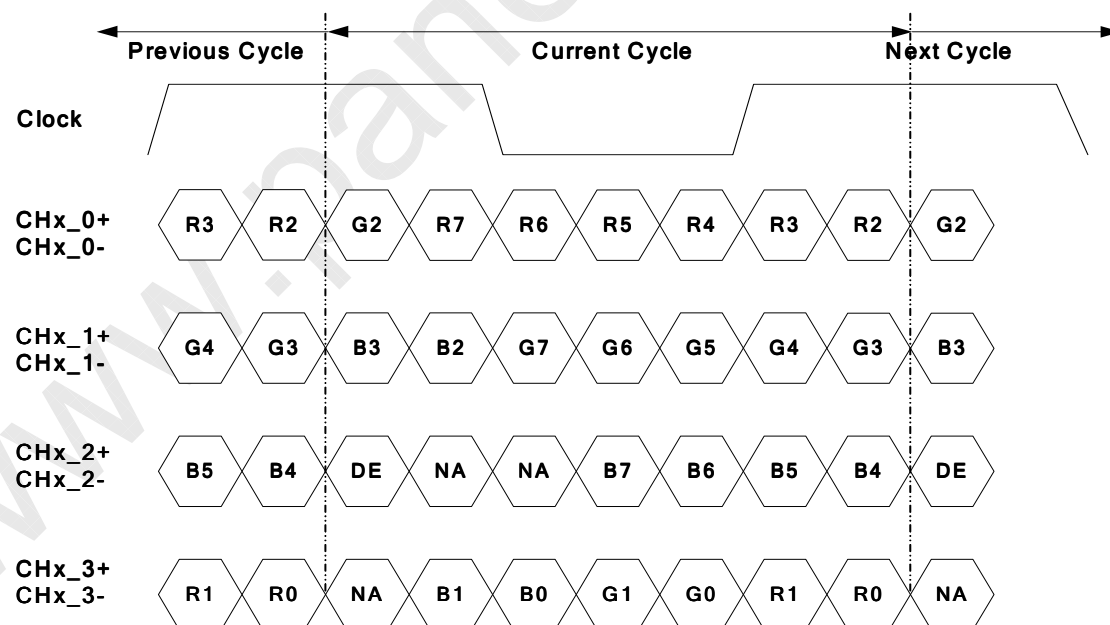 Previous Cycle Current Cycle Next Cycle
Clock
CHx_0+
CHx_0-
R3 R2 G2 R7 R6 R5 R4 R3 R2 G2
CHx_1+
CHx_1-
G4 G3 B3 B2 G7 G6 G5 G4 G3 B3
CHx_2+
CHx_2-
B5 B4 DE NA NA B7 B6 B5 B4 DE
CHx_3+
CHx_3-
R1 R0 NA B1 B0 G1 G0 R1 R0 NA
www.pan